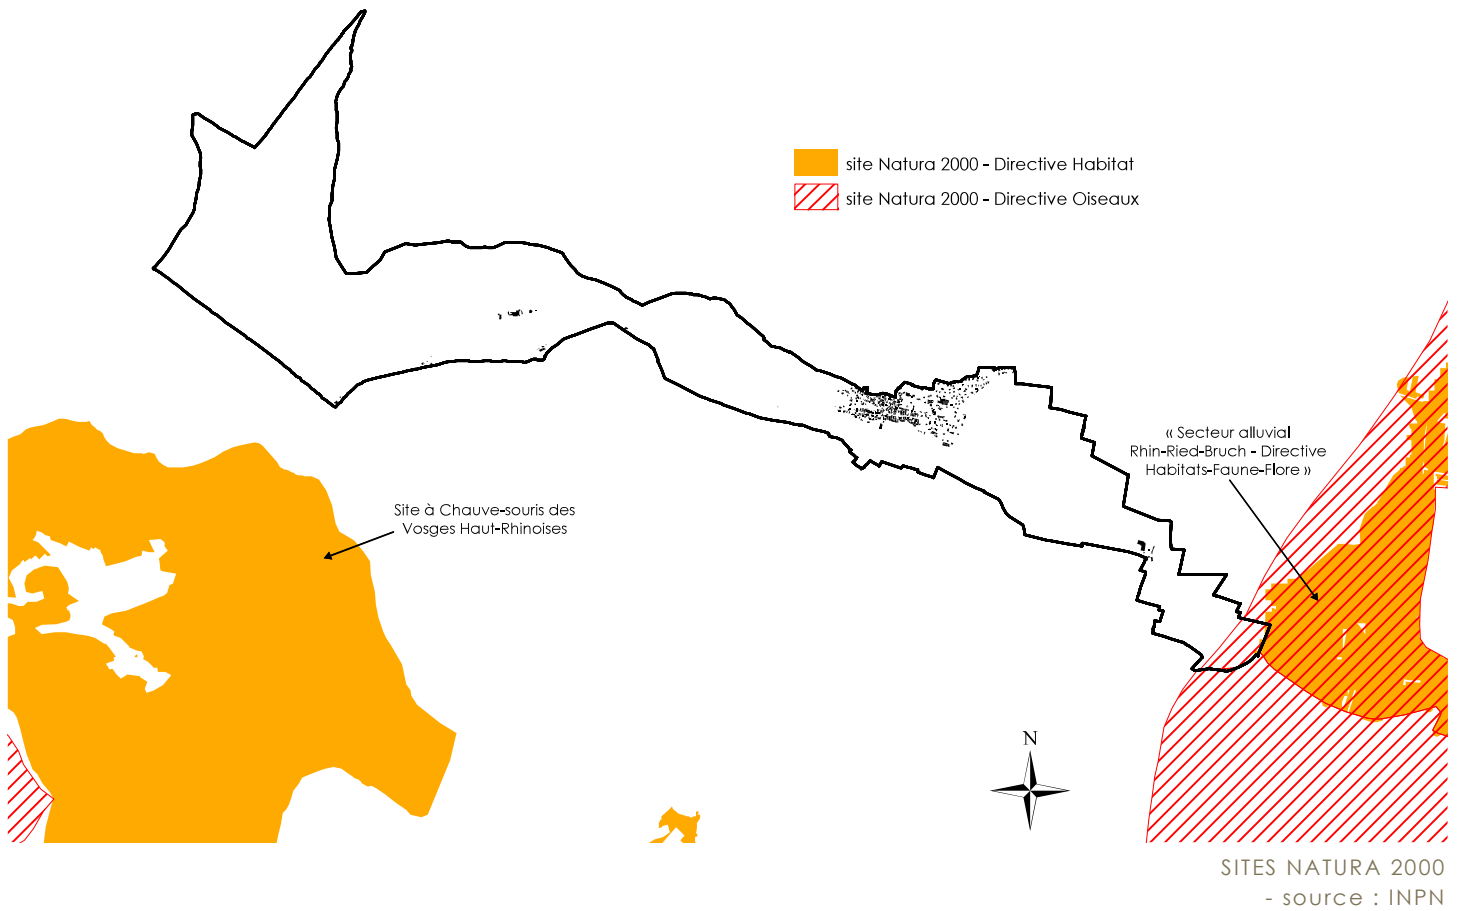 site Natura 2000 - Directive Habitat
site Natura 2000 - Directive Oiseaux
« Secteur alluvial
Rhin-Ried-Bruch - Directive
Habitats-Faune-Flore »
Site à Chauve-souris des
Vosges Haut-Rhinoises
N
SITES NATURA 2000
- source : INPN